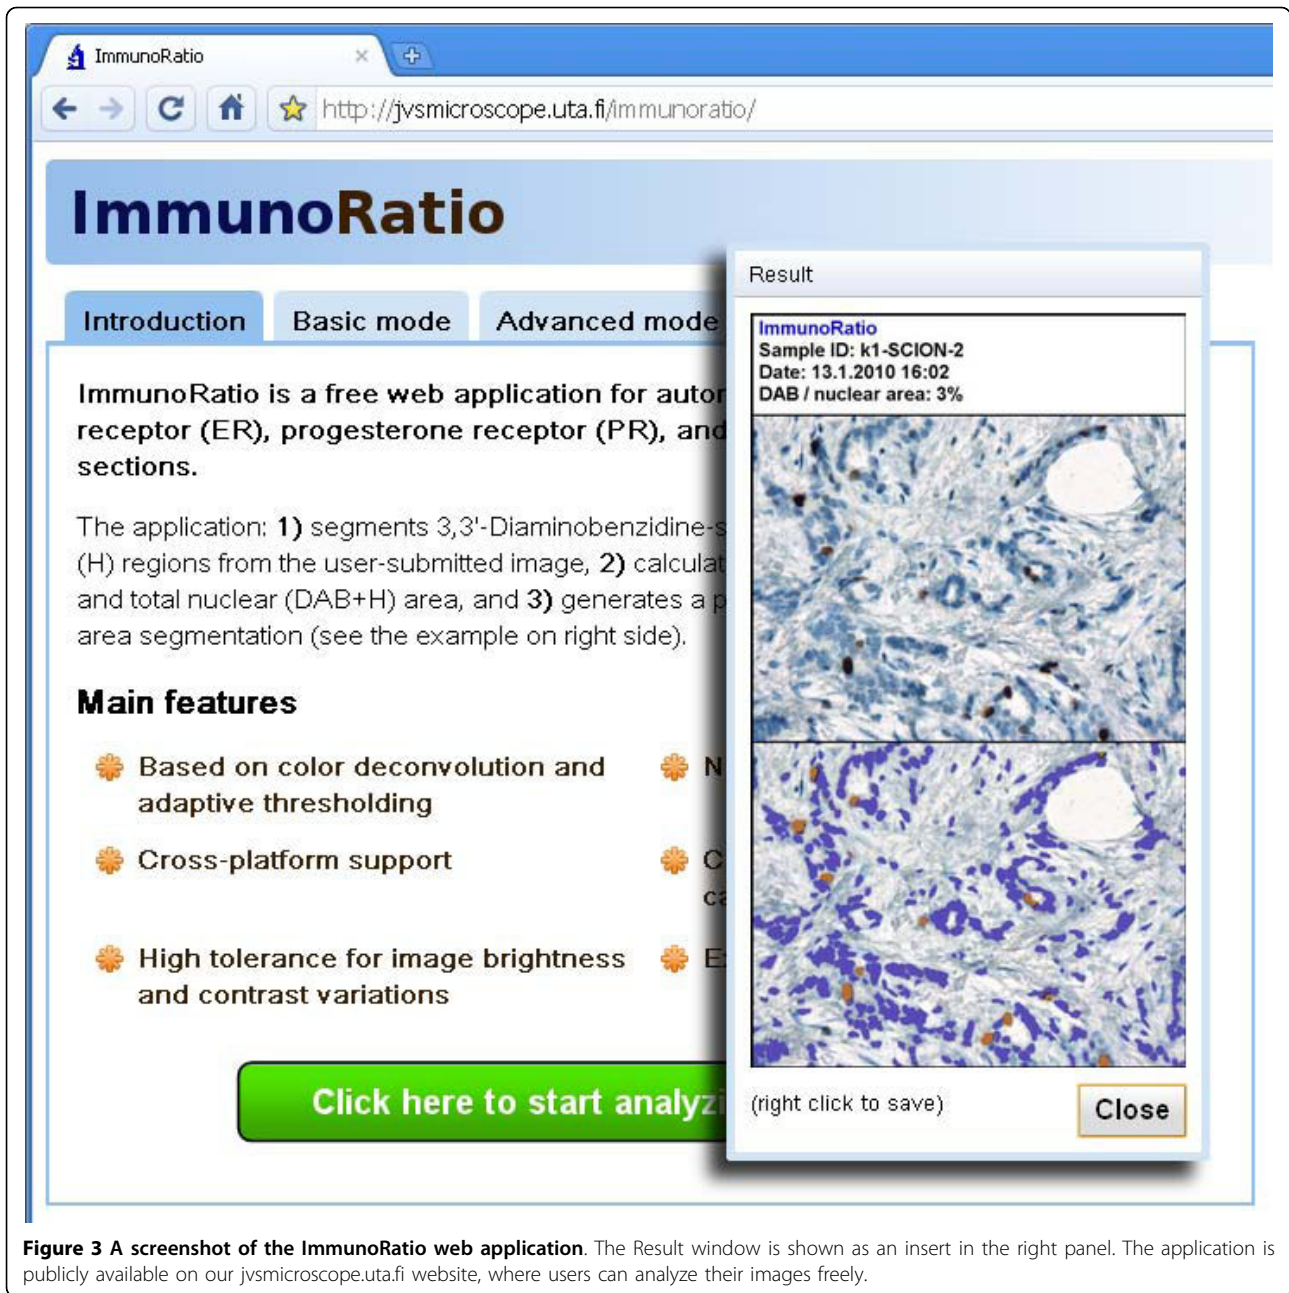 ImmunoRatio
http://jvsmicroscope.uta.fi/immunoratio/
ImmunoRatio
Introduction
Basic mode
Advanced mode
ImmunoRatio is a free web application for
receptor (ER), progesterone receptor (PR), and
sections.
The application: 1) segments 3,3'-Diaminobenzidine-s
(H) regions from the user-submitted image, 2)
and total nuclear (DAB+H) area, and 3) generates a
area segmentation (see the example on right side).
Main features
Based on color deconvolution and
adaptive thresholding
Cross-platform support
High tolerance for image brightness
and contrast variations
Click here to start
Result
ImmunoRatio
Sample ID: k1-SCION-2
Date: 13.1.2010 16:02
DAB / nuclear area: 3%
(right click to save)
Close
Figure 3 A screenshot of the ImmunoRatio web application. The Result window is shown as an insert in the right panel. The application is
publicly available on our jvsmicroscope.uta.fi website, where users can analyze their images freely.